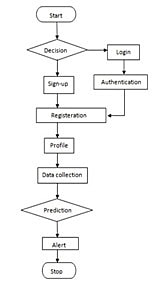 Start
Decision
Login
Sign-up
Authentication
Registeration
Profile
Data collection
Prediction
Alert
Stop